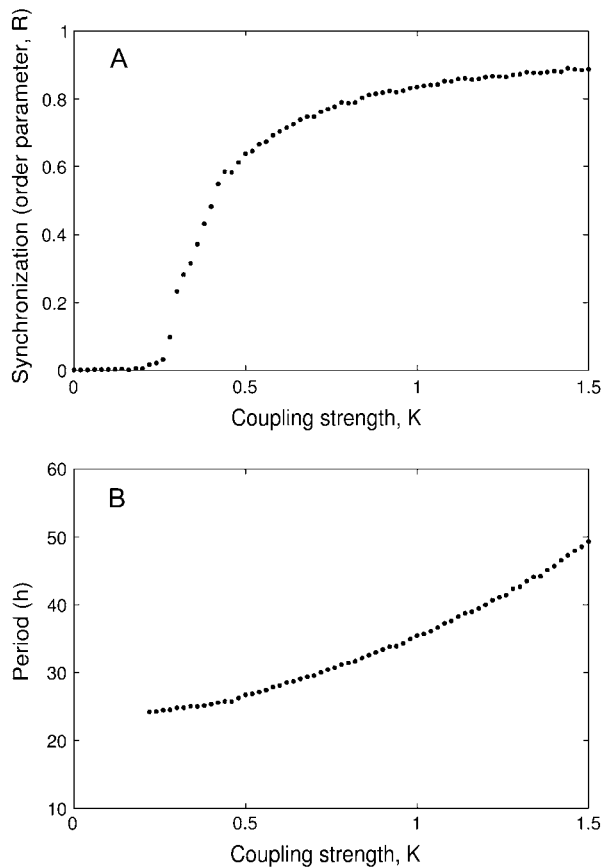 A
1
0.8
0.6
0.4
0.2
0
Synchronization (order parameter, R)
0 0.5 1 1.5
Coupling strength, K
B
60
50
40
30
20
10
Period (h)
0 0.5 1 1.5
Coupling strength, K